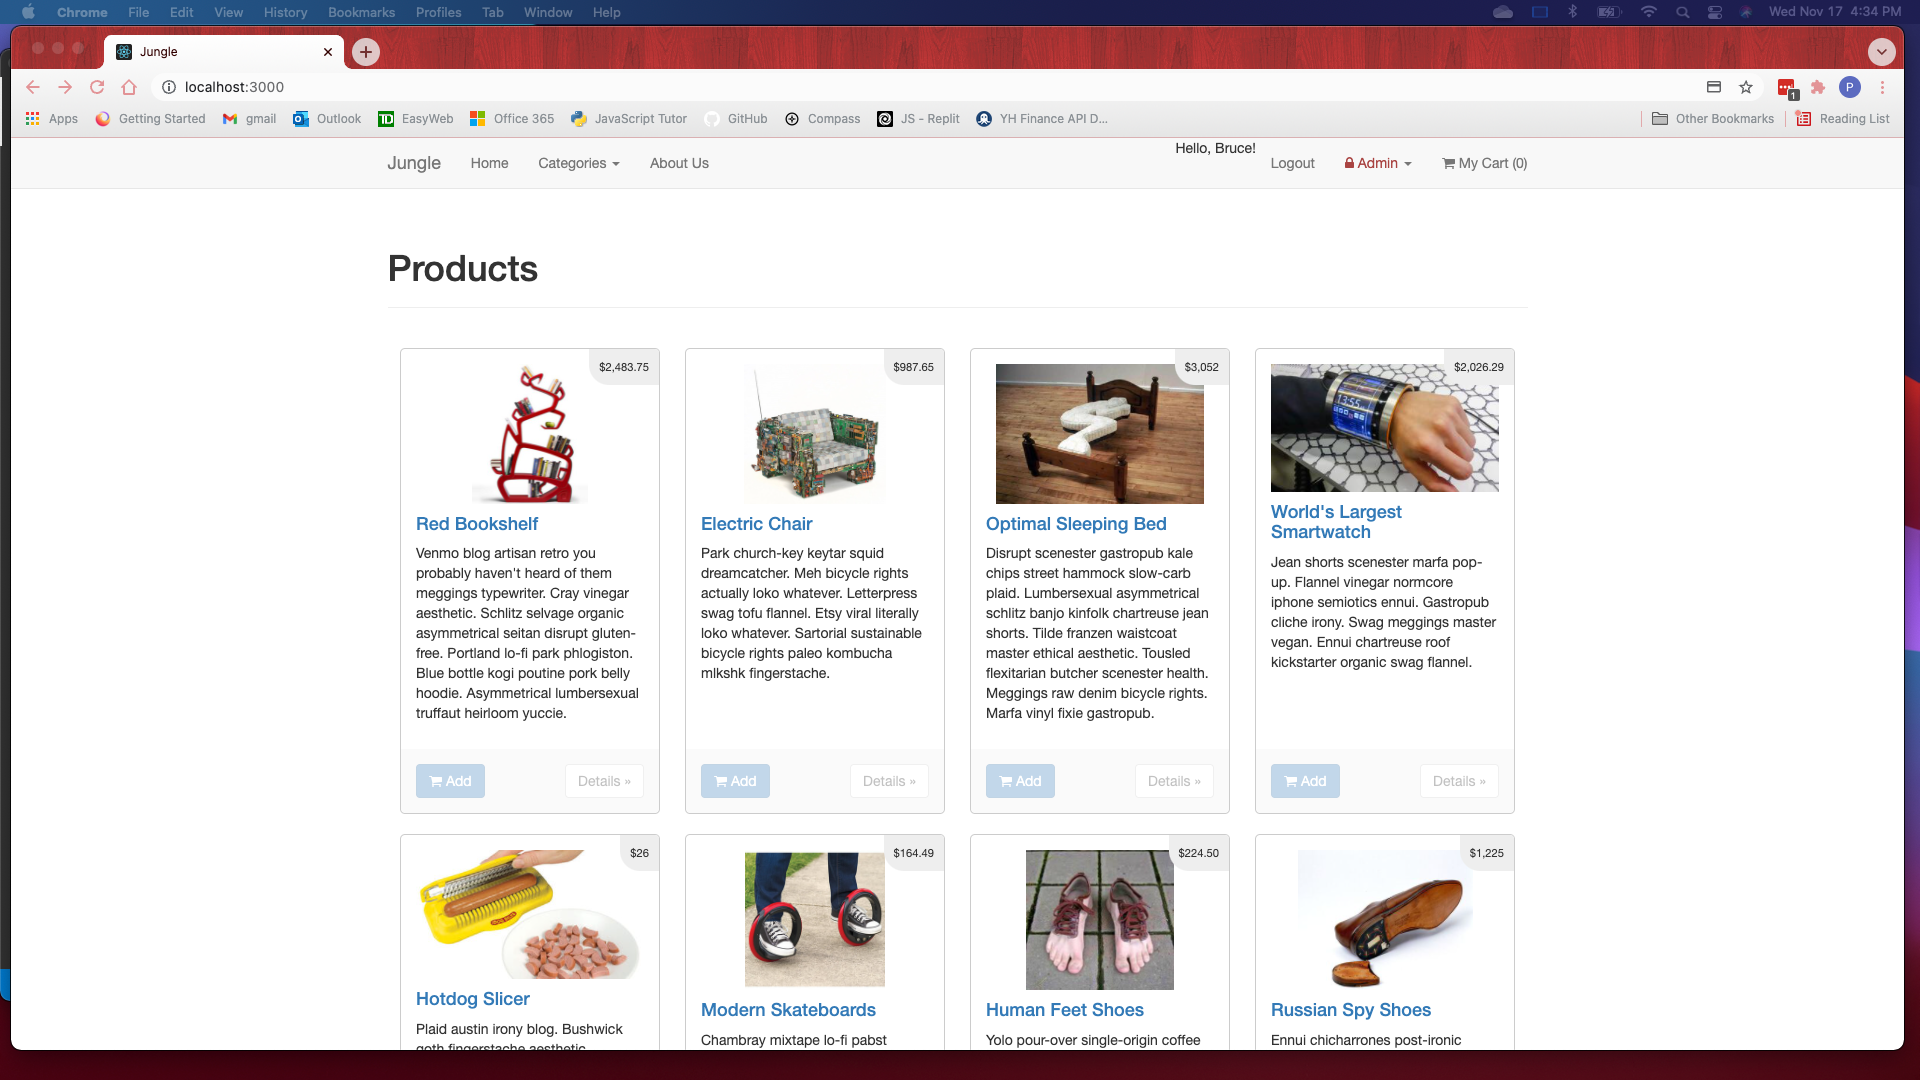 Chrome File Edit View History Bookmarks Profiles Tab Window Help Wed Nov 17 4:34 PM
Jungle
localhost:3000
1
P
Apps Getting Started gmail Outlook EasyWeb Office 365 JavaScript Tutor GitHub Compass JS - Replit YH Finance API D... Other Bookmarks Reading List
Hello, Bruce!
Jungle Home Categories About Us Logout Admin My Cart (0)
Products
$2,483.75
Red Bookshelf
Venmo blog artisan retro you
probably haven't heard of them
meggings typewriter. Cray vinegar
aesthetic. Schlitz selvage organic
asymmetrical seitan disrupt gluten-
free. Portland lo-fi park phlogiston.
Blue bottle kogi poutine pork belly
hoodie. Asymmetrical lumbersexual
truffaut heirloom yuccie.
Add Details »
$987.65
Electric Chair
Park church-key keytar squid
dreamcatcher. Meh bicycle rights
actually loko whatever. Letterpress
swag tofu flannel. Etsy viral literally
loko whatever. Sartorial sustainable
bicycle rights paleo kombucha
mlkshk fingerstache.
Add Details »
$3,052
Optimal Sleeping Bed
Disrupt scenester gastropub kale
chips street hammock slow-carb
plaid. Lumbersexual asymmetrical
schlitz banjo kinfolk chartreuse jean
shorts. Tilde franzen waistcoat
master ethical aesthetic. Tousled
flexitarian butcher scenester health.
Meggings raw denim bicycle rights.
Marfa vinyl fixie gastropub.
Add Details »
$2,026.29
13:55
World's Largest
Smartwatch
Jean shorts scenester marfa pop-
up. Flannel vinegar normcore
iphone semiotics ennui. Gastropub
cliche irony. Swag meggings master
vegan. Ennui chartreuse roof
kickstarter organic swag flannel.
Add Details »
$26
Hotdog Slicer
Plaid austin irony blog. Bushwick
goth fingerstache aesthetic
$164.49
Modern Skateboards
Chambray mixtape lo-fi pabst
$224.50
Human Feet Shoes
Yolo pour-over single-origin coffee
$1,225
Russian Spy Shoes
Ennui chicharrones post-ironic